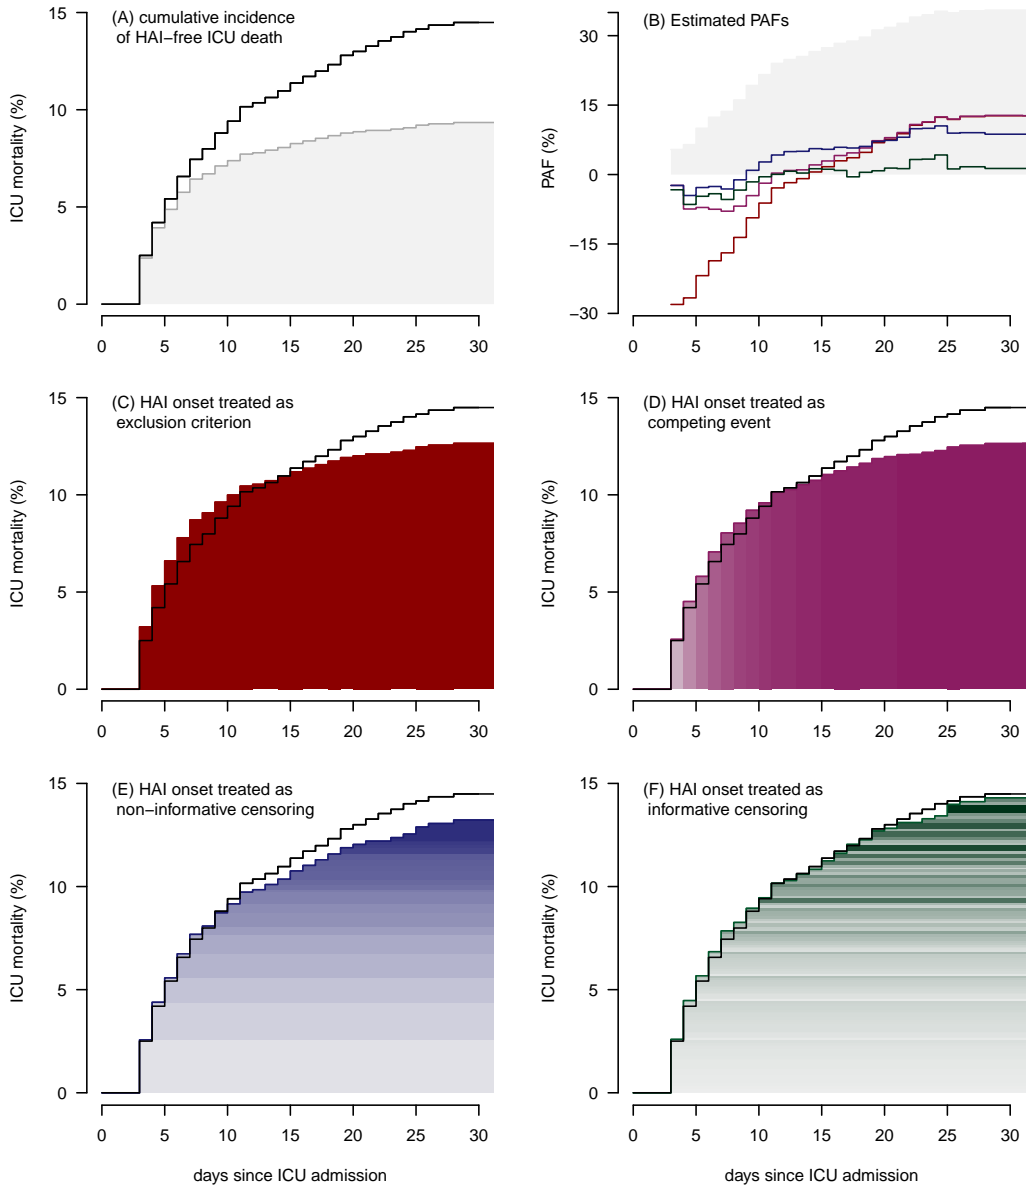 (A) cumulative incidence
of HAI−free ICU death
ICU mortality (%)
15
10
5
0
0 5 10 15 20 25 30
(B) Estimated PAFs
PAF (%)
30
15
0
−15
−30
0 5 10 15 20 25 30
(C) HAI onset treated as
exclusion criterion
ICU mortality (%)
15
10
5
0
0 5 10 15 20 25 30
(D) HAI onset treated as
competing event
ICU mortality (%)
15
10
5
0
0 5 10 15 20 25 30
(E) HAI onset treated as
non−informative censoring
ICU mortality (%)
15
10
5
0
0 5 10 15 20 25 30
days since ICU admission
(F) HAI onset treated as
informative censoring
ICU mortality (%)
15
10
5
0
0 5 10 15 20 25 30
days since ICU admission